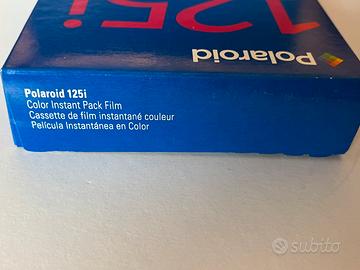 125i
Polaroid
Polaroid 125i
Color Instant Pack Film
Cassette de film instantané couleur
Película Instantánea en Color
subito